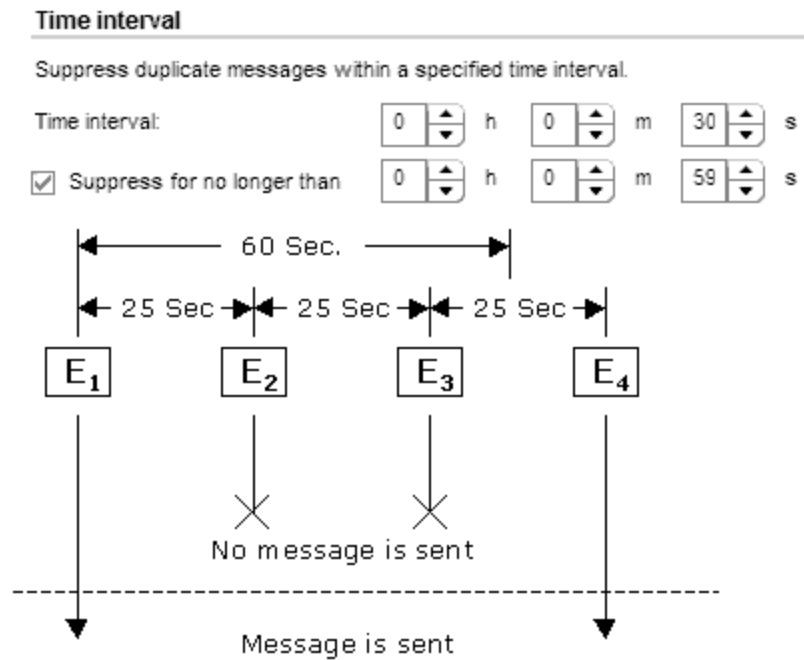 Time interval
Suppress duplicate messages within a specified time interval.
Time interval: 0 h 0 m 30 s
Suppress for no longer than 0 h 0 m 59 s
60 Sec.
25 Sec 25 Sec 25 Sec
E1 E2 E3 E4
No message is sent
Message is sent